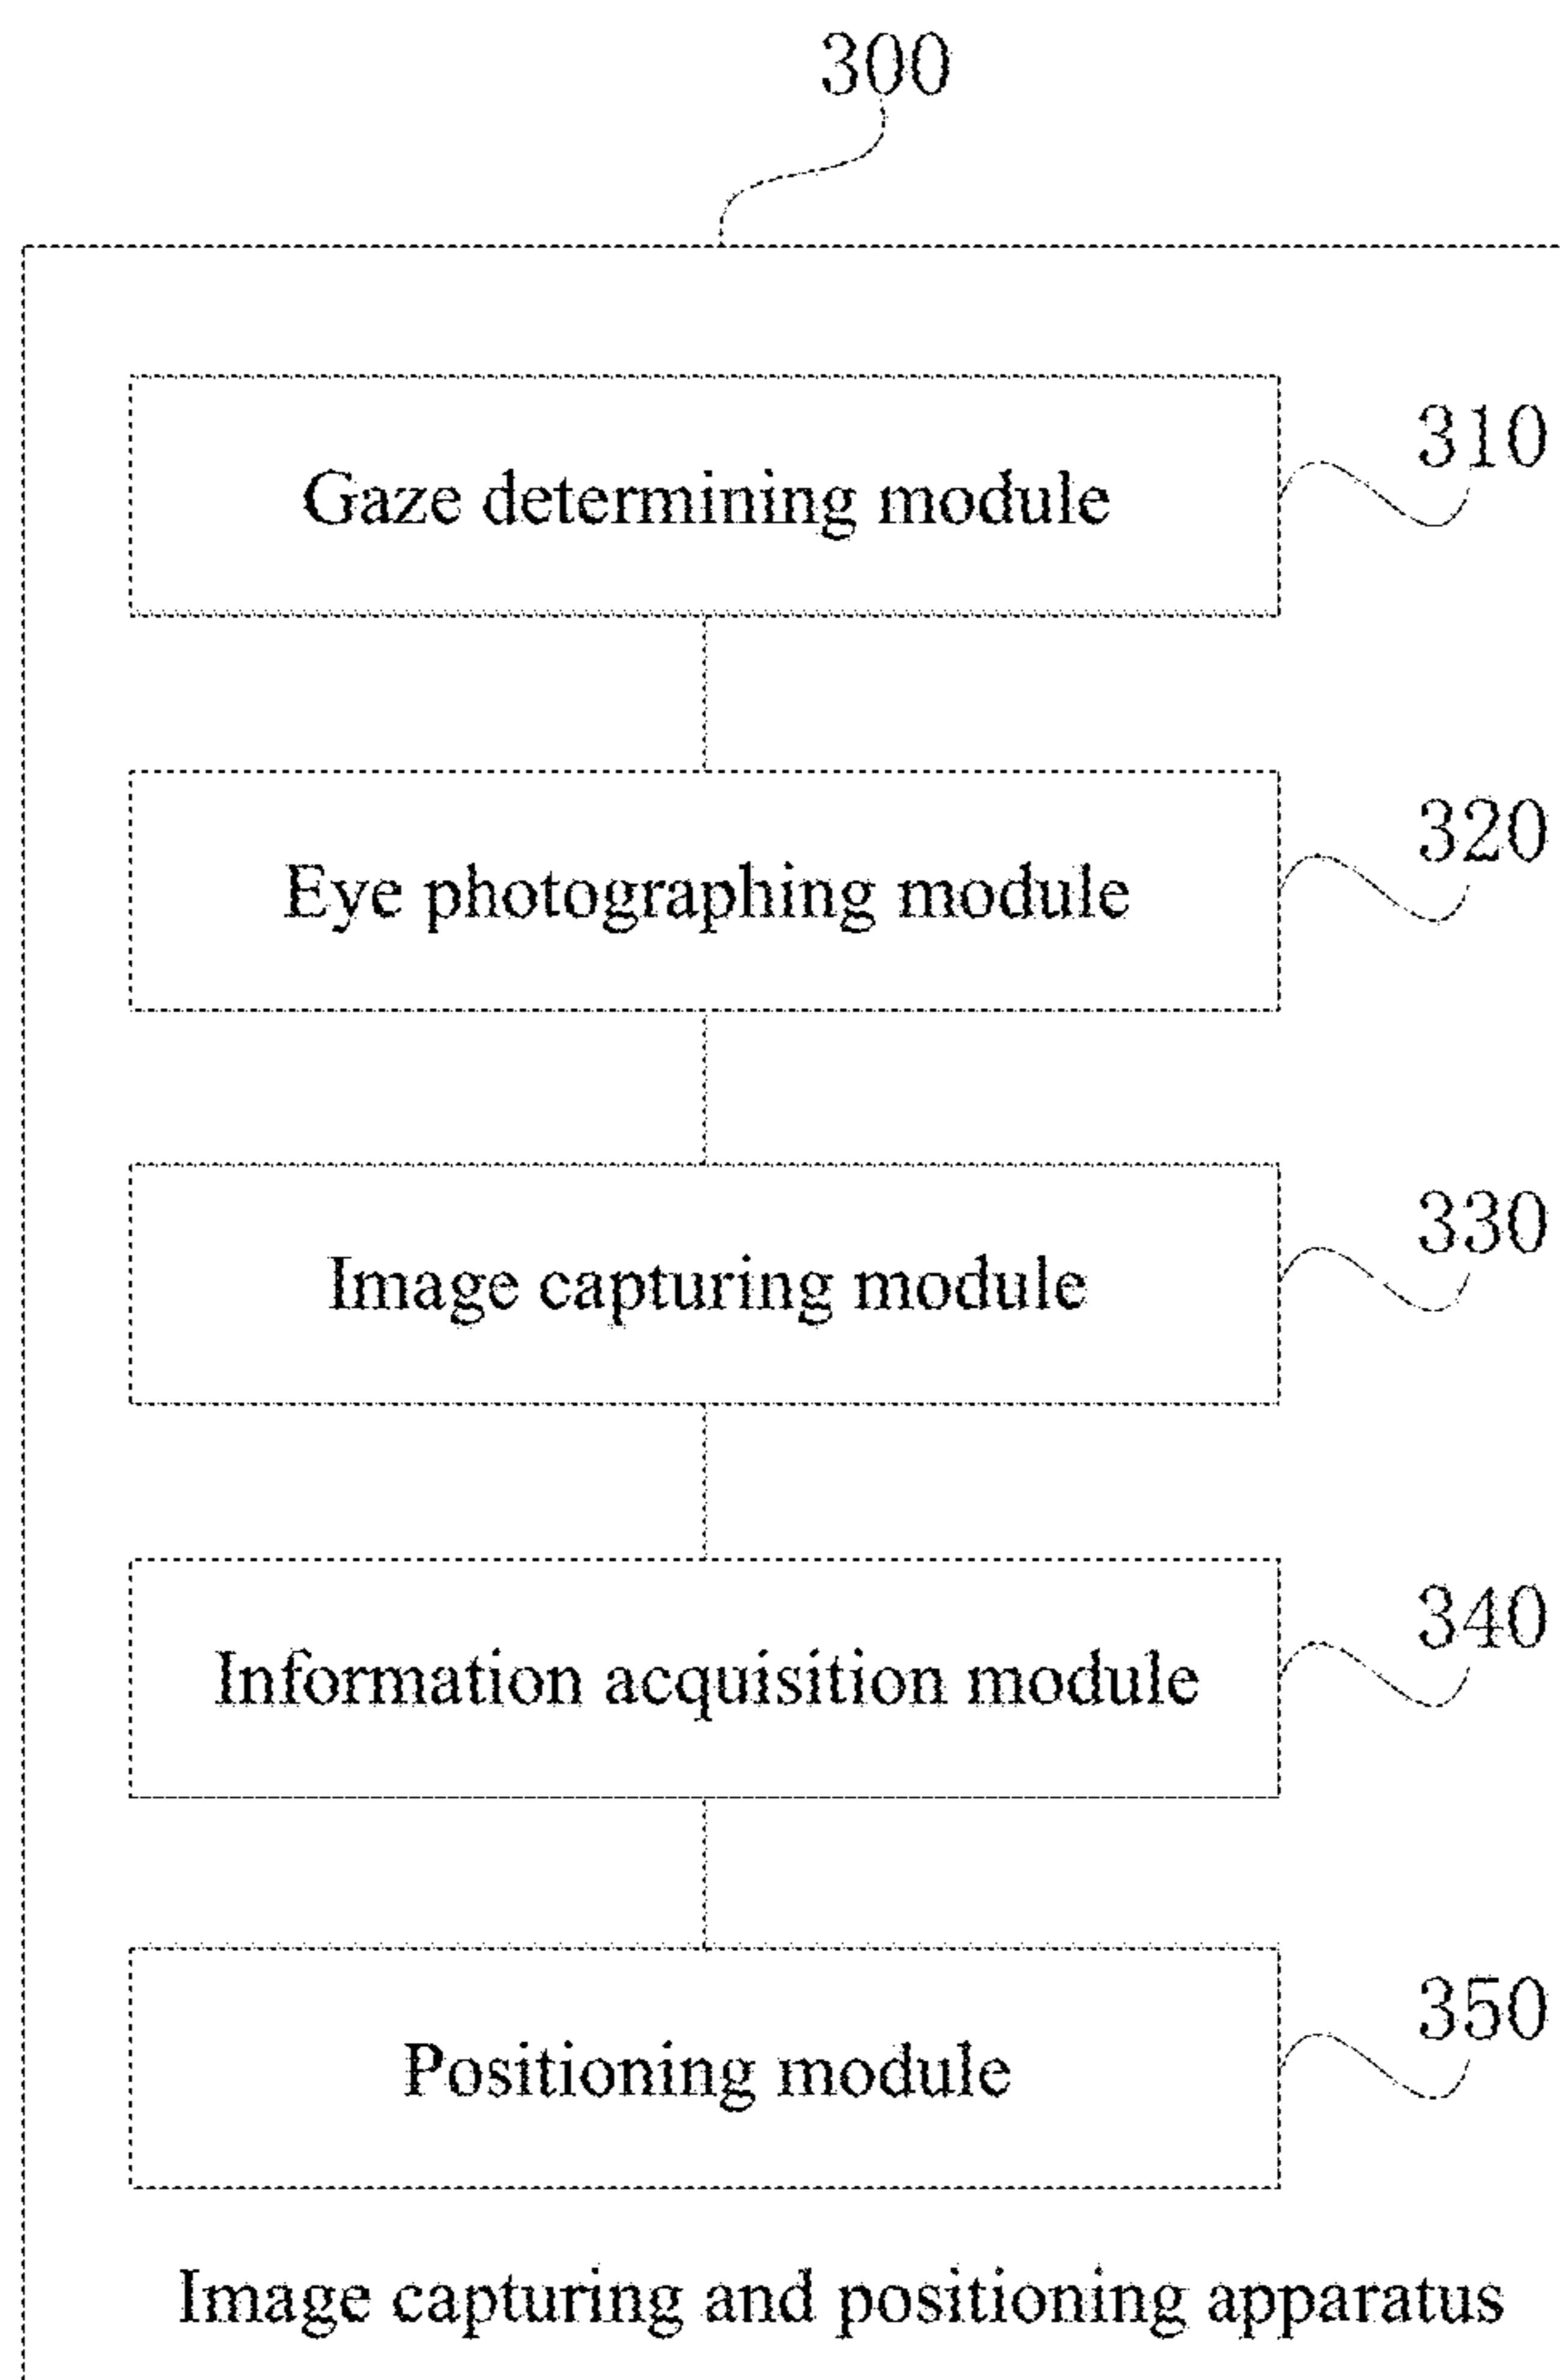 300
Gaze determining module
310
Eye photographing module
320
Image capturing module
330
Information acquisition module
340
Positioning module
350
Image capturing and positioning apparatus